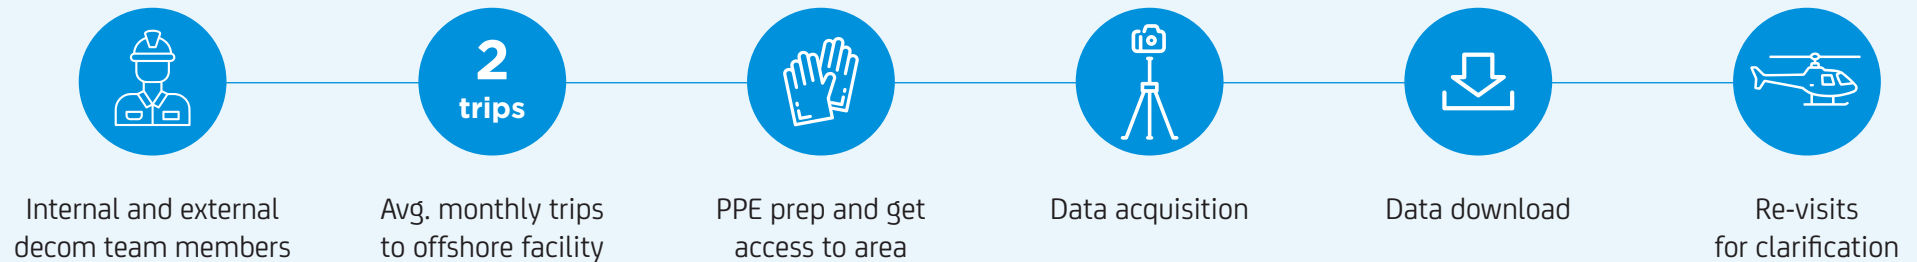 2
trips
Internal and external
decom team members
Avg. monthly trips
to offshore facility
PPE prep and get
access to area
Data acquisition
Data download
Re-visits
for clarification